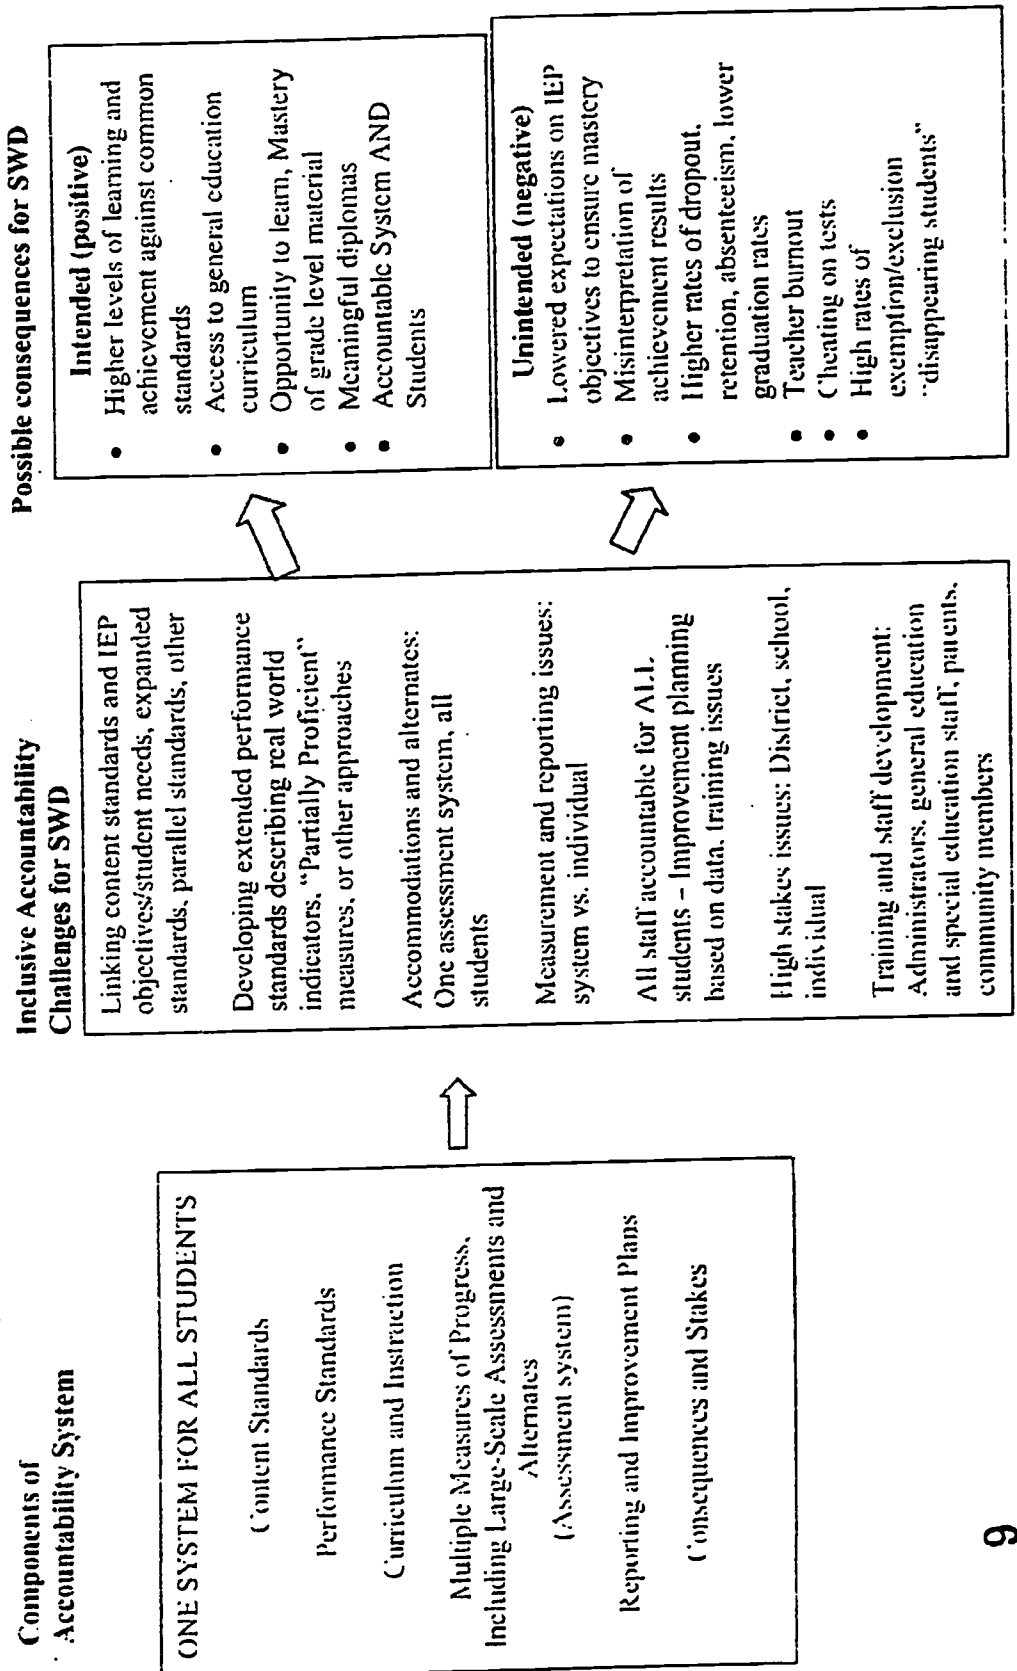 Components of
Accountability System
ONE SYSTEM FOR ALL STUDENTS
Content Standards
Performance Standards
Curriculum and Instruction
Multiple Measures of Progress,
Including Large-Scale Assessments and
Alternates
(Assessment system)
Reporting and Improvement Plans
Consequences and Stakes
Inclusive Accountability
Challenges for SWD
Linking content standards and IEP
objectives/student needs, expanded
standards, parallel standards, other
Developing extended performance
standards describing real world
indicators, “Partially Proficient”
measures, or other approaches
Accommodations and alternates:
One assessment system, all
students
Measurement and reporting issues:
system vs. individual
All staff accountable for ALL
students – Improvement planning
based on data, training issues
High stakes issues: District, school,
individual
Training and staff development:
Administrators, general education
and special education staff, parents,
community members
Possible consequences for SWD
Intended (positive)
• Higher levels of learning and
achievement against common
standards
• Access to general education
curriculum
• Opportunity to learn, Mastery
of grade level material
• Meaningful diplomas
• Accountable System AND
Students
Unintended (negative)
• Lowered expectations on IEP
objectives to ensure mastery
• Misinterpretation of
achievement results
• Higher rates of dropout,
retention, absenteeism, lower
graduation rates
• Teacher burnout
• Cheating on tests
• High rates of
exemption/exclusion
“disappearing students”
9